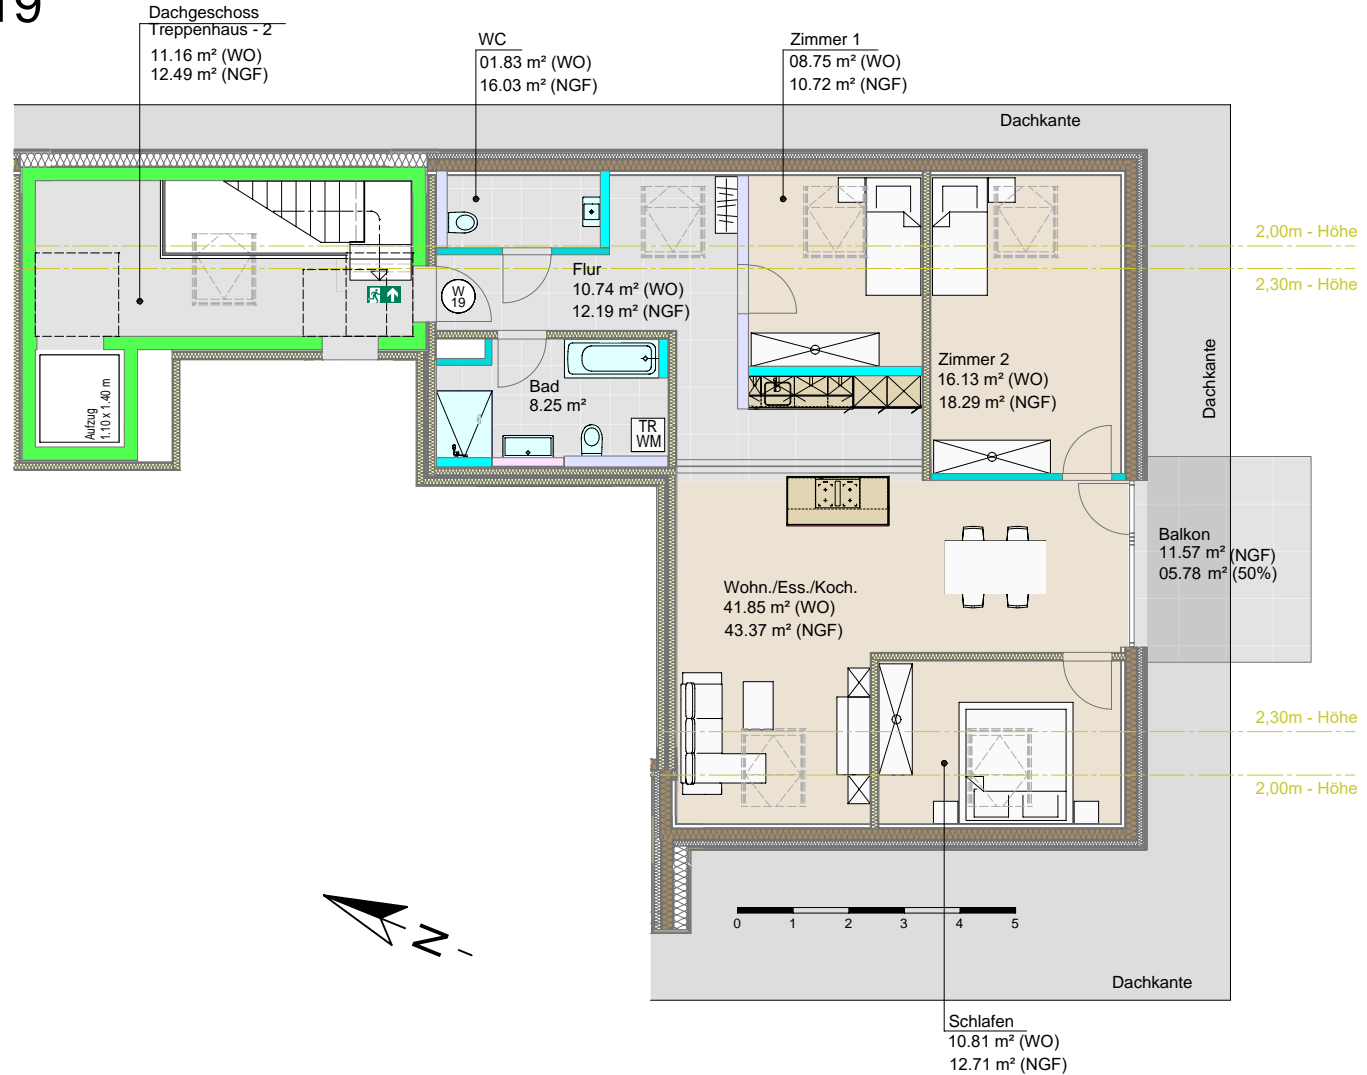 19
Dachgeschoss
Treppenhaus - 2
11.16 m² (WO)
12.49 m² (NGF)
WC
01.83 m² (WO)
16.03 m² (NGF)
Zimmer 1
08.75 m² (WO)
10.72 m² (NGF)
Dachkante
2,00m - Höhe
2,30m - Höhe
Flur
10.74 m² (WO)
12.19 m² (NGF)
W
19
Zimmer 2
16.13 m² (WO)
18.29 m² (NGF)
Dachkante
Aufzug
1.10 x 1.40 m
Bad
8.25 m²
TR
WM
Balkon
11.57 m² (NGF)
05.78 m² (50%)
Wohn./Ess./Koch.
41.85 m² (WO)
43.37 m² (NGF)
2,30m - Höhe
2,00m - Höhe
N
0 1 2 3 4 5
Dachkante
Schlafen
10.81 m² (WO)
12.71 m² (NGF)